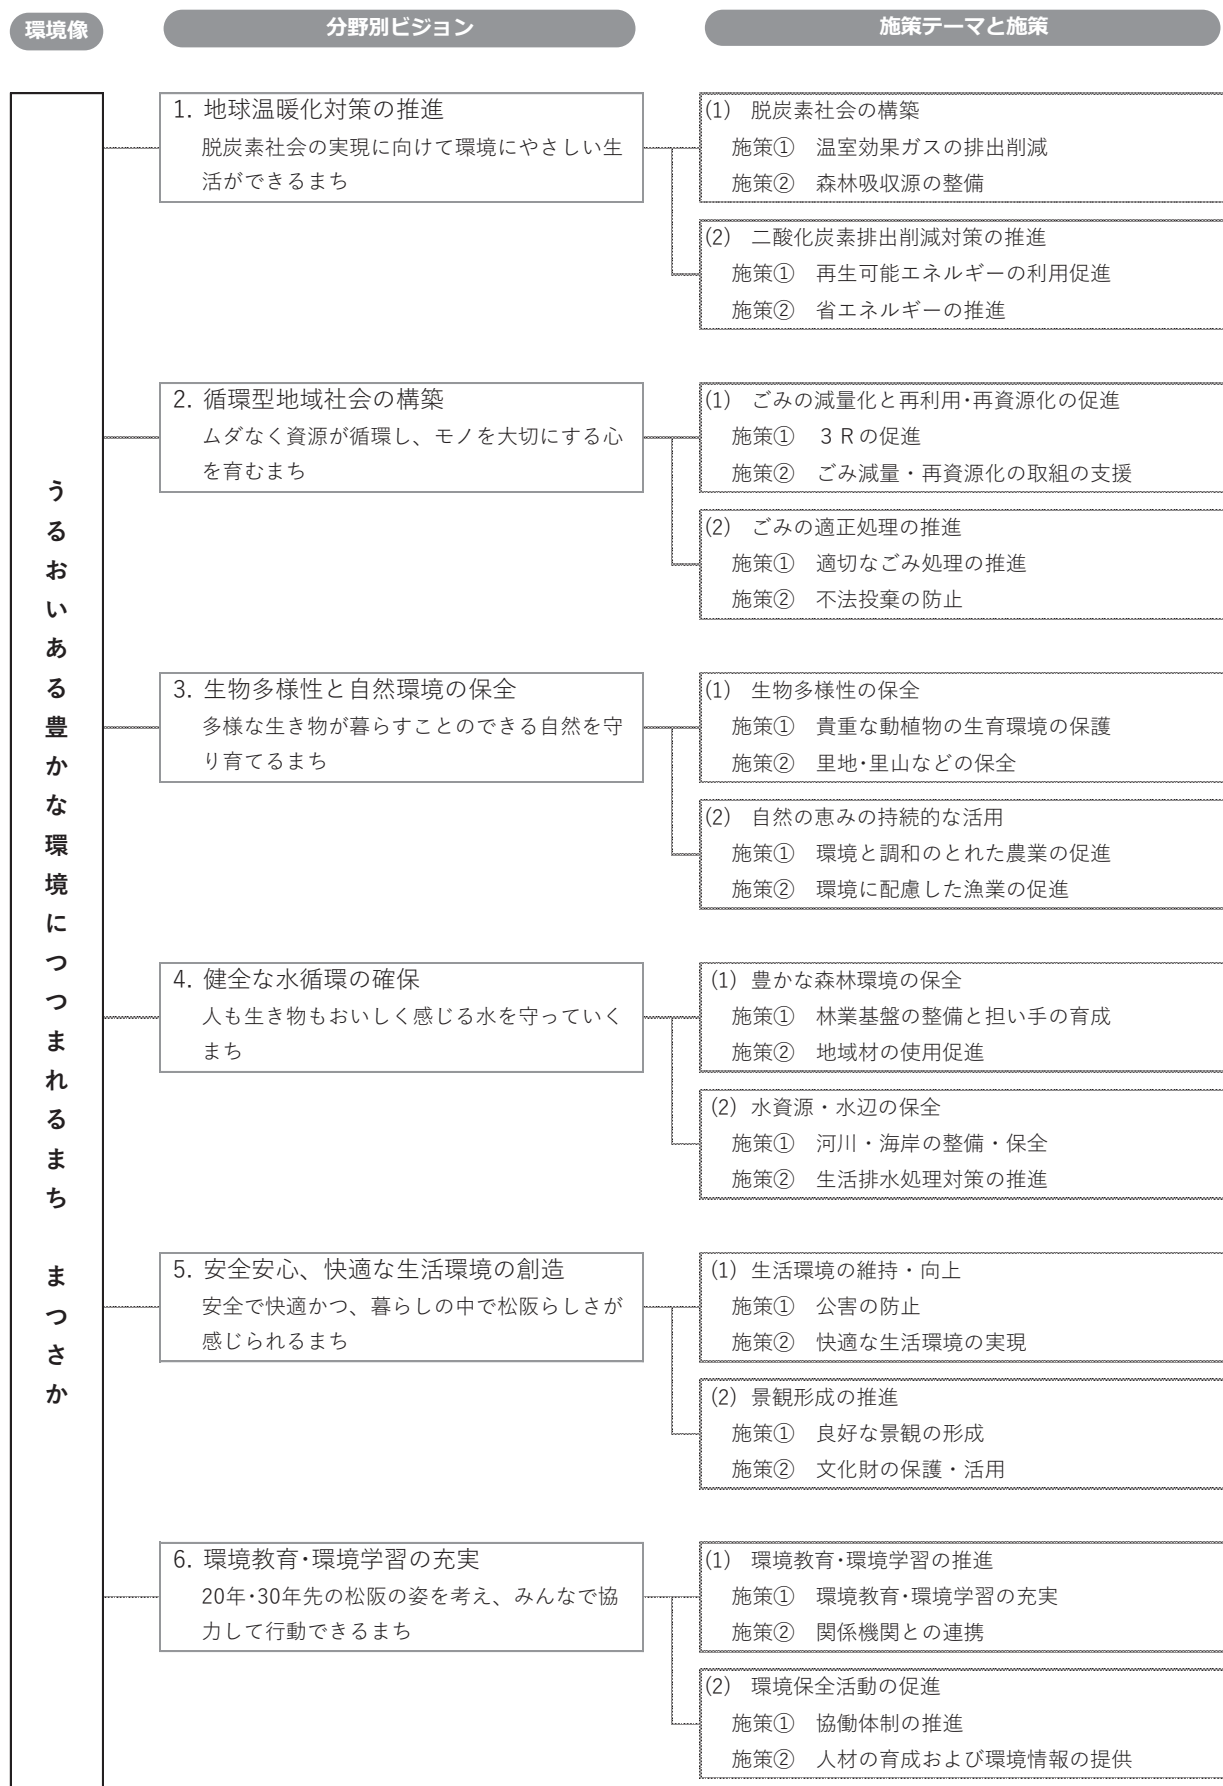 環境像
分野別ビジョン
施策テーマと施策
うるおいある豊かな環境につつまれるまち　まつさか
1. 地球温暖化対策の推進
脱炭素社会の実現に向けて環境にやさしい生
活ができるまち
(1)　脱炭素社会の構築
施策①　温室効果ガスの排出削減
施策②　森林吸収源の整備
(2)　二酸化炭素排出削減対策の推進
施策①　再生可能エネルギーの利用促進
施策②　省エネルギーの推進
2. 循環型地域社会の構築
ムダなく資源が循環し、モノを大切にする心
を育むまち
(1)　ごみの減量化と再利用･再資源化の促進
施策①　３Ｒの促進
施策②　ごみ減量・再資源化の取組の支援
(2)　ごみの適正処理の推進
施策①　適切なごみ処理の推進
施策②　不法投棄の防止
3. 生物多様性と自然環境の保全
多様な生き物が暮らすことのできる自然を守
り育てるまち
(1)　生物多様性の保全
施策①　貴重な動植物の生育環境の保護
施策②　里地･里山などの保全
(2)　自然の恵みの持続的な活用
施策①　環境と調和のとれた農業の促進
施策②　環境に配慮した漁業の促進
4. 健全な水循環の確保
人も生き物もおいしく感じる水を守っていく
まち
(1) 豊かな森林環境の保全
施策①　林業基盤の整備と担い手の育成
施策②　地域材の使用促進
(2) 水資源・水辺の保全
施策①　河川・海岸の整備・保全
施策②　生活排水処理対策の推進
5. 安全安心、快適な生活環境の創造
安全で快適かつ、暮らしの中で松阪らしさが
感じられるまち
(1) 生活環境の維持・向上
施策①　公害の防止
施策②　快適な生活環境の実現
(2) 景観形成の推進
施策①　良好な景観の形成
施策②　文化財の保護・活用
6. 環境教育･環境学習の充実
20年･30年先の松阪の姿を考え、みんなで協
力して行動できるまち
(1)　環境教育･環境学習の推進
施策①　環境教育･環境学習の充実
施策②　関係機関との連携
(2)　環境保全活動の促進
施策①　協働体制の推進
施策②　人材の育成および環境情報の提供